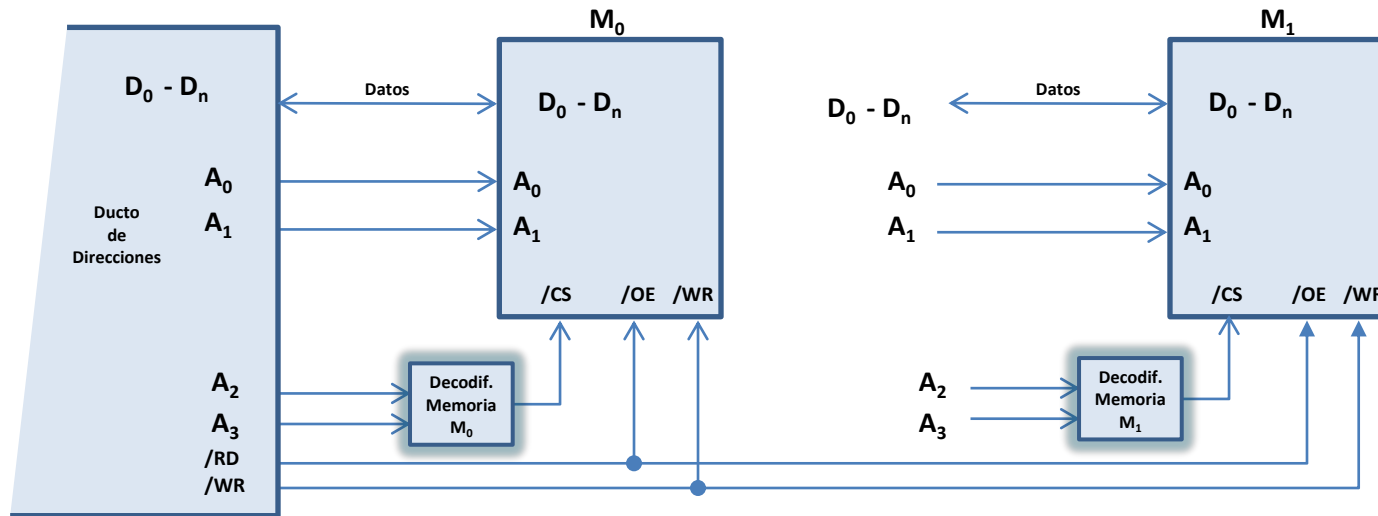 M0
M1
D0 - Dn
Datos
D0 - Dn
D0 - Dn
Datos
D0 - Dn
A0
A0
A0
A0
Ducto
de
Direcciones
A1
A1
A1
A1
/CS
/OE
/WR
/CS
/OE
/WR
A2
A3
Decodif.
Memoria
M0
A2
A3
Decodif.
Memoria
M1
/RD
/WR